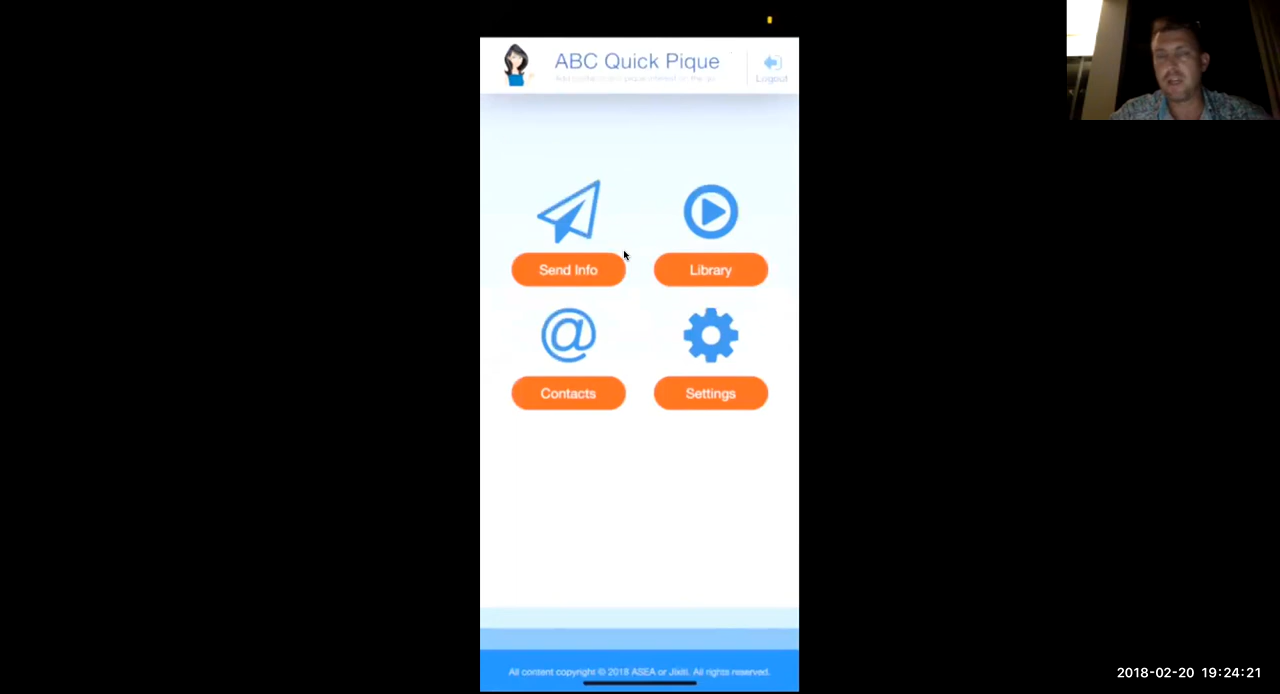 ABC Quick Pique
Logout
Send Info
Library
Contacts
Settings
All content copyright © 2018 ASEA or Jixiti. All rights reserved.
2018-02-20 19:24:21